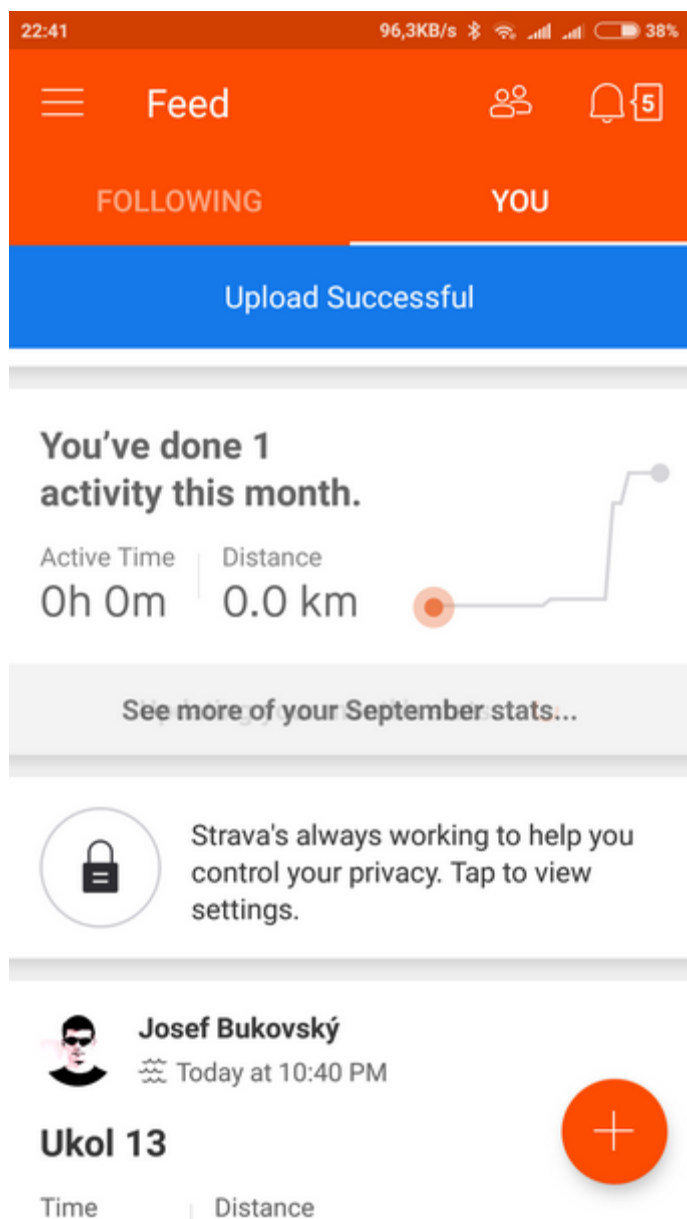 22:41 96,3KB/s 38%
Feed 5
FOLLOWING YOU
Upload Successful
You've done 1
activity this month.
Active Time Distance
0h 0m 0.0 km
See more of your September stats...
Strava's always working to help you
control your privacy. Tap to view
settings.
Josef Bukovský
Today at 10:40 PM
Ukol 13
Time Distance